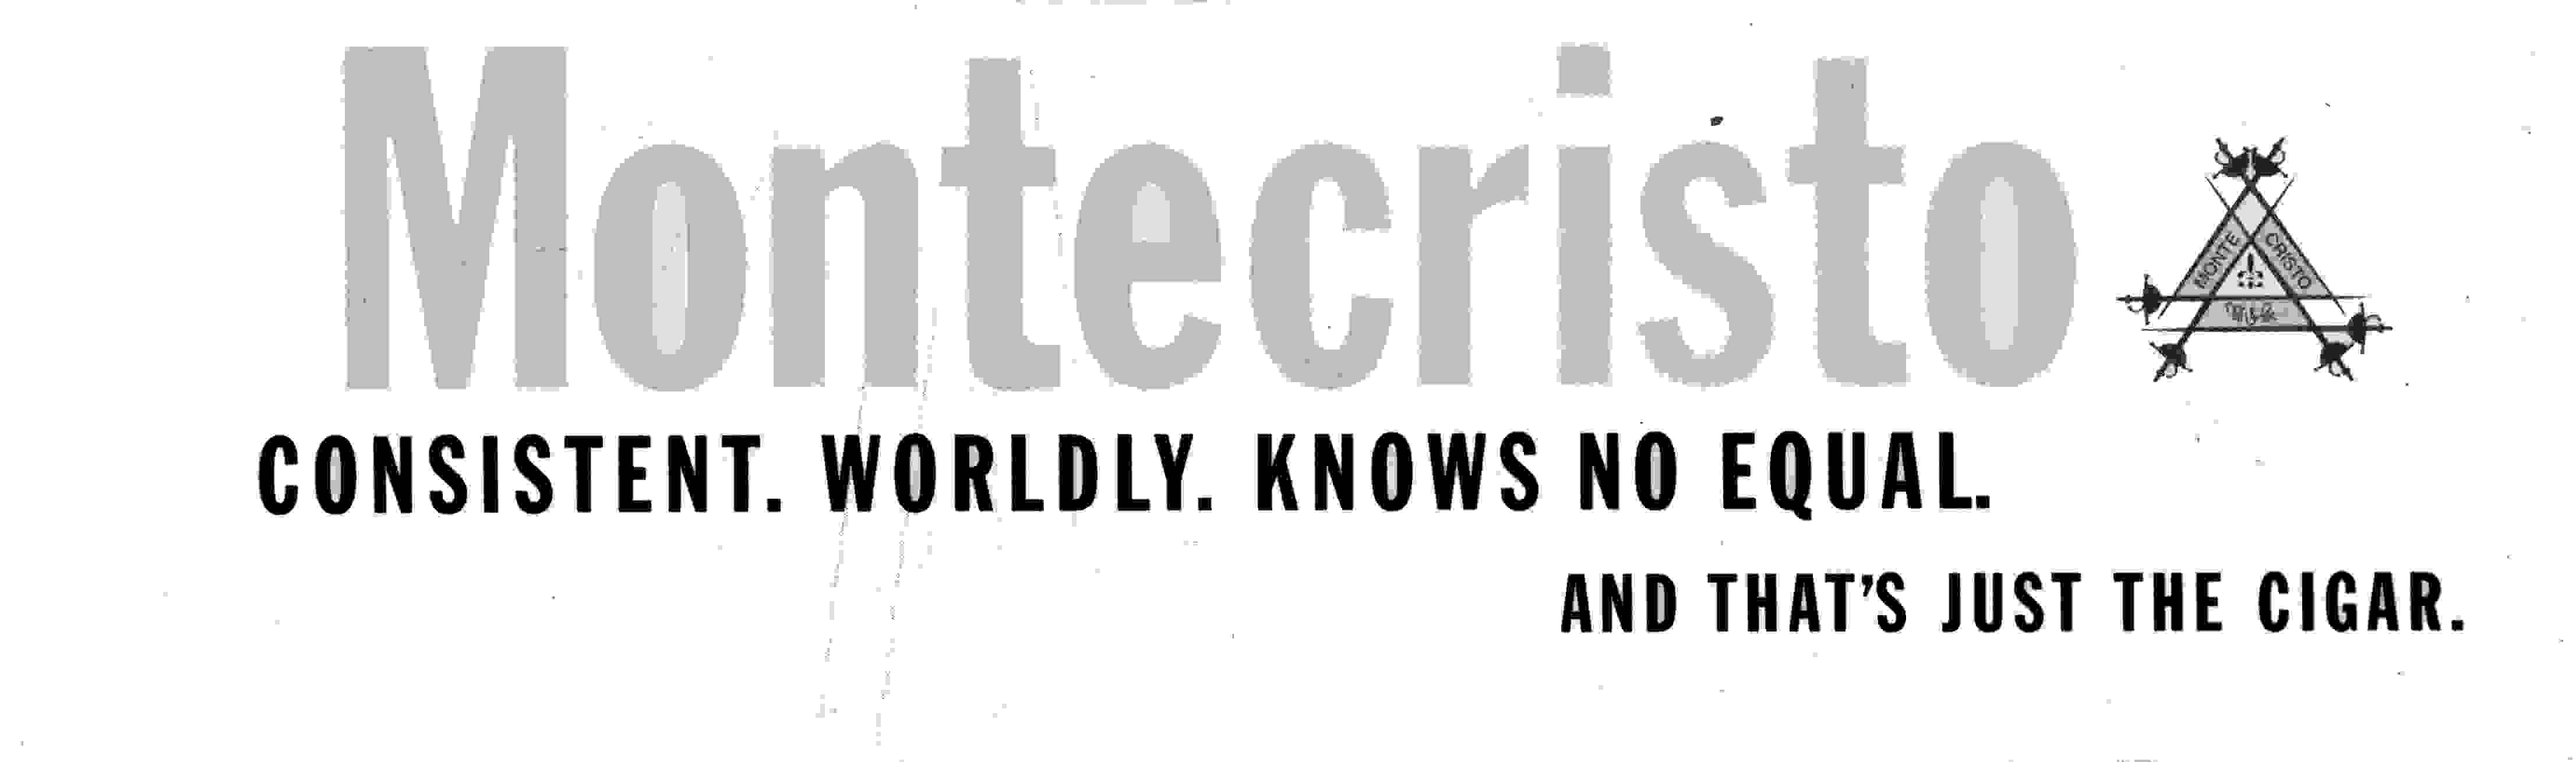 Montecristo
MONTE CRISTO
CONSISTENT. WORLDLY. KNOWS NO EQUAL.
AND THAT'S JUST THE CIGAR.